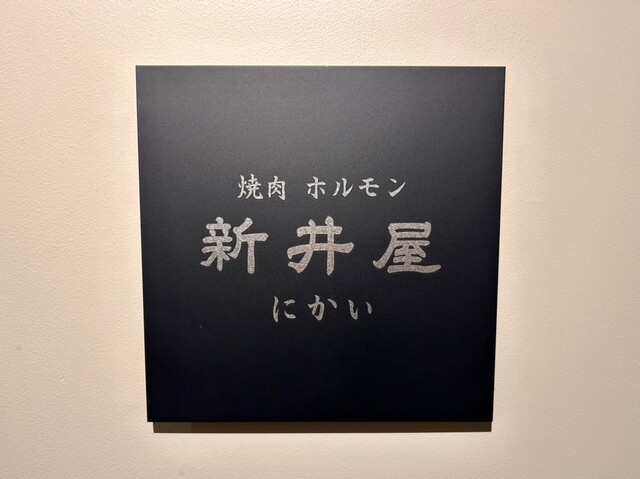 焼肉 ホルモン
新井屋
にかい